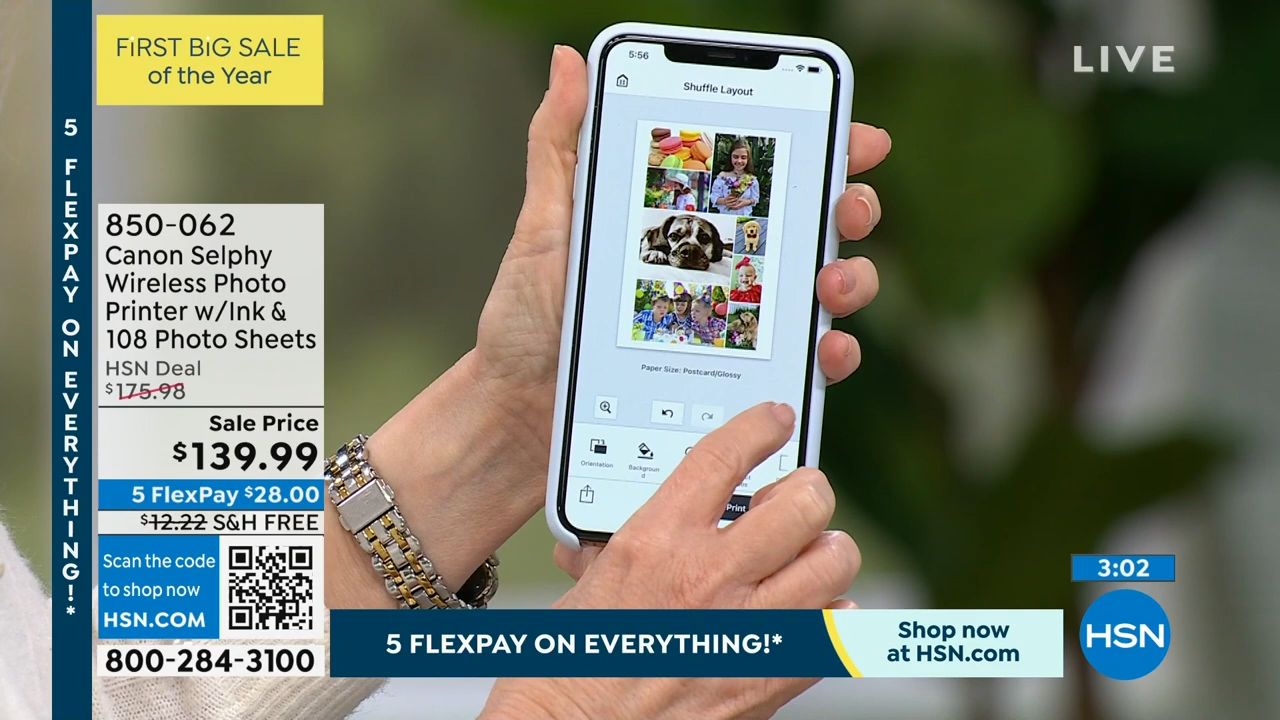 5 FLEXPAY ON EVERYTHING!*
FiRST BiG SALE
of the Year
850-062
Canon Selphy
Wireless Photo
Printer w/Ink &
108 Photo Sheets
HSN Deal
$175.98
Sale Price
$139.99
5 FlexPay $28.00
$12.22 S&H FREE
Scan the code
to shop now
HSN.COM
800-284-3100
5:56
Shuffle Layout
Paper Size: Postcard/Glossy
Orientation
Backgroun
d
Print
LIVE
3:02
HSN
5 FLEXPAY ON EVERYTHING!*
Shop now
at HSN.com